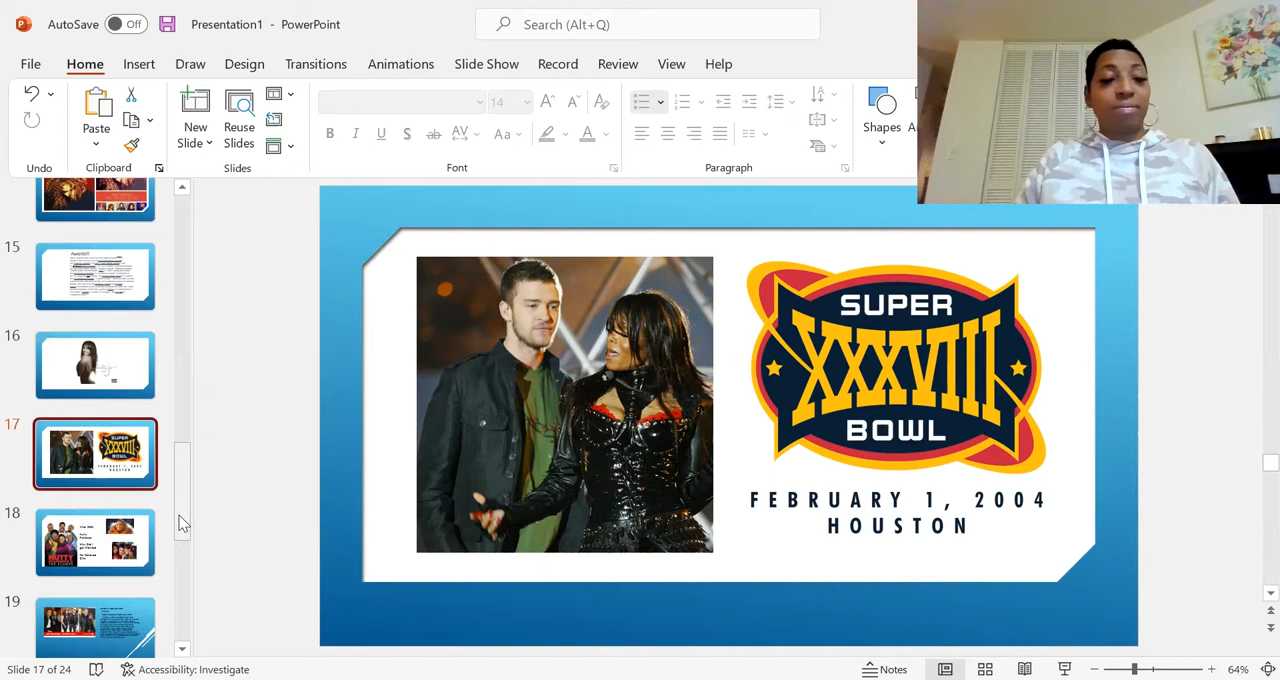 AutoSave Off Presentation1 - PowerPoint Search (Alt+Q)
File Home Insert Draw Design Transitions Animations Slide Show Record Review View Help
14
Paste New Slide Reuse Slides Shapes
Undo Clipboard Slides Font Paragraph
15
16
17
18
19
SUPER
XXXVIII
BOWL
FEBRUARY 1, 2004
HOUSTON
Slide 17 of 24 Accessibility: Investigate Notes 64%